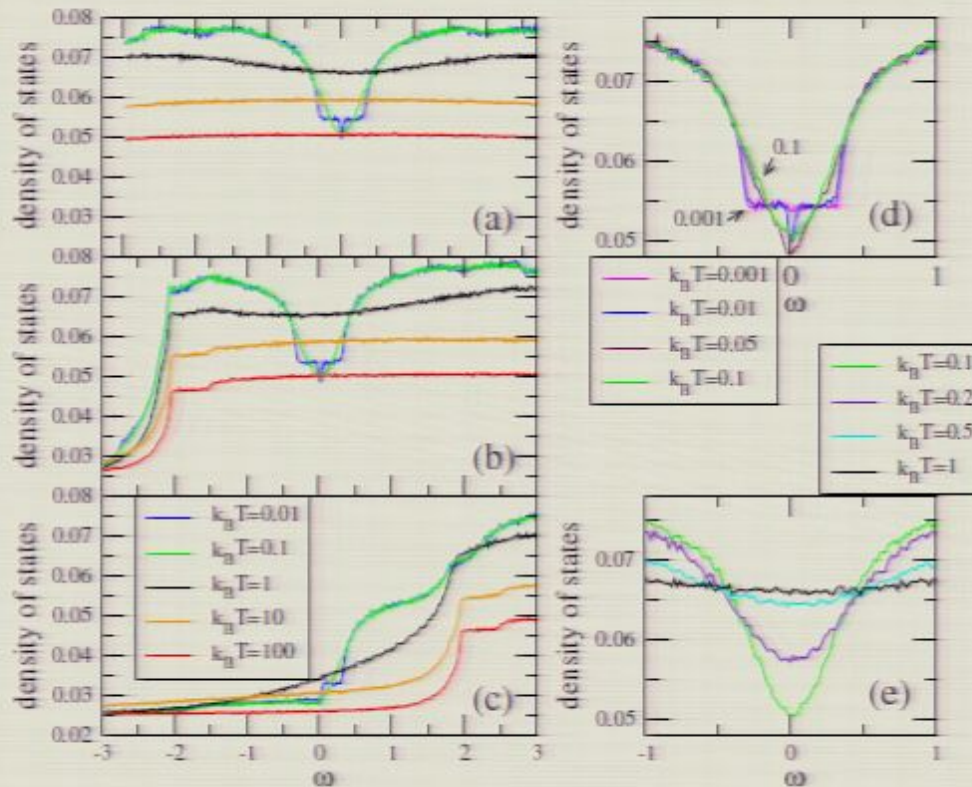 0.08
0.07
0.06
0.05
0.04
0.03
density of states
(a)
0.08
0.07
0.06
0.05
0.04
0.03
density of states
(b)
0.08
0.07
0.06
0.05
0.04
0.03
0.02
density of states
k_B T=0.01
k_B T=0.1
k_B T=1
k_B T=10
k_B T=100
(c)
-3 -2 -1 0 1 2 3
ω
0.07
0.06
0.05
density of states
0.1
0.001
(d)
0 1
ω
k_B T=0.001
k_B T=0.01
k_B T=0.05
k_B T=0.1
k_B T=0.1
k_B T=0.2
k_B T=0.5
k_B T=1
0.07
0.06
0.05
density of states
(e)
-1 0 1
ω